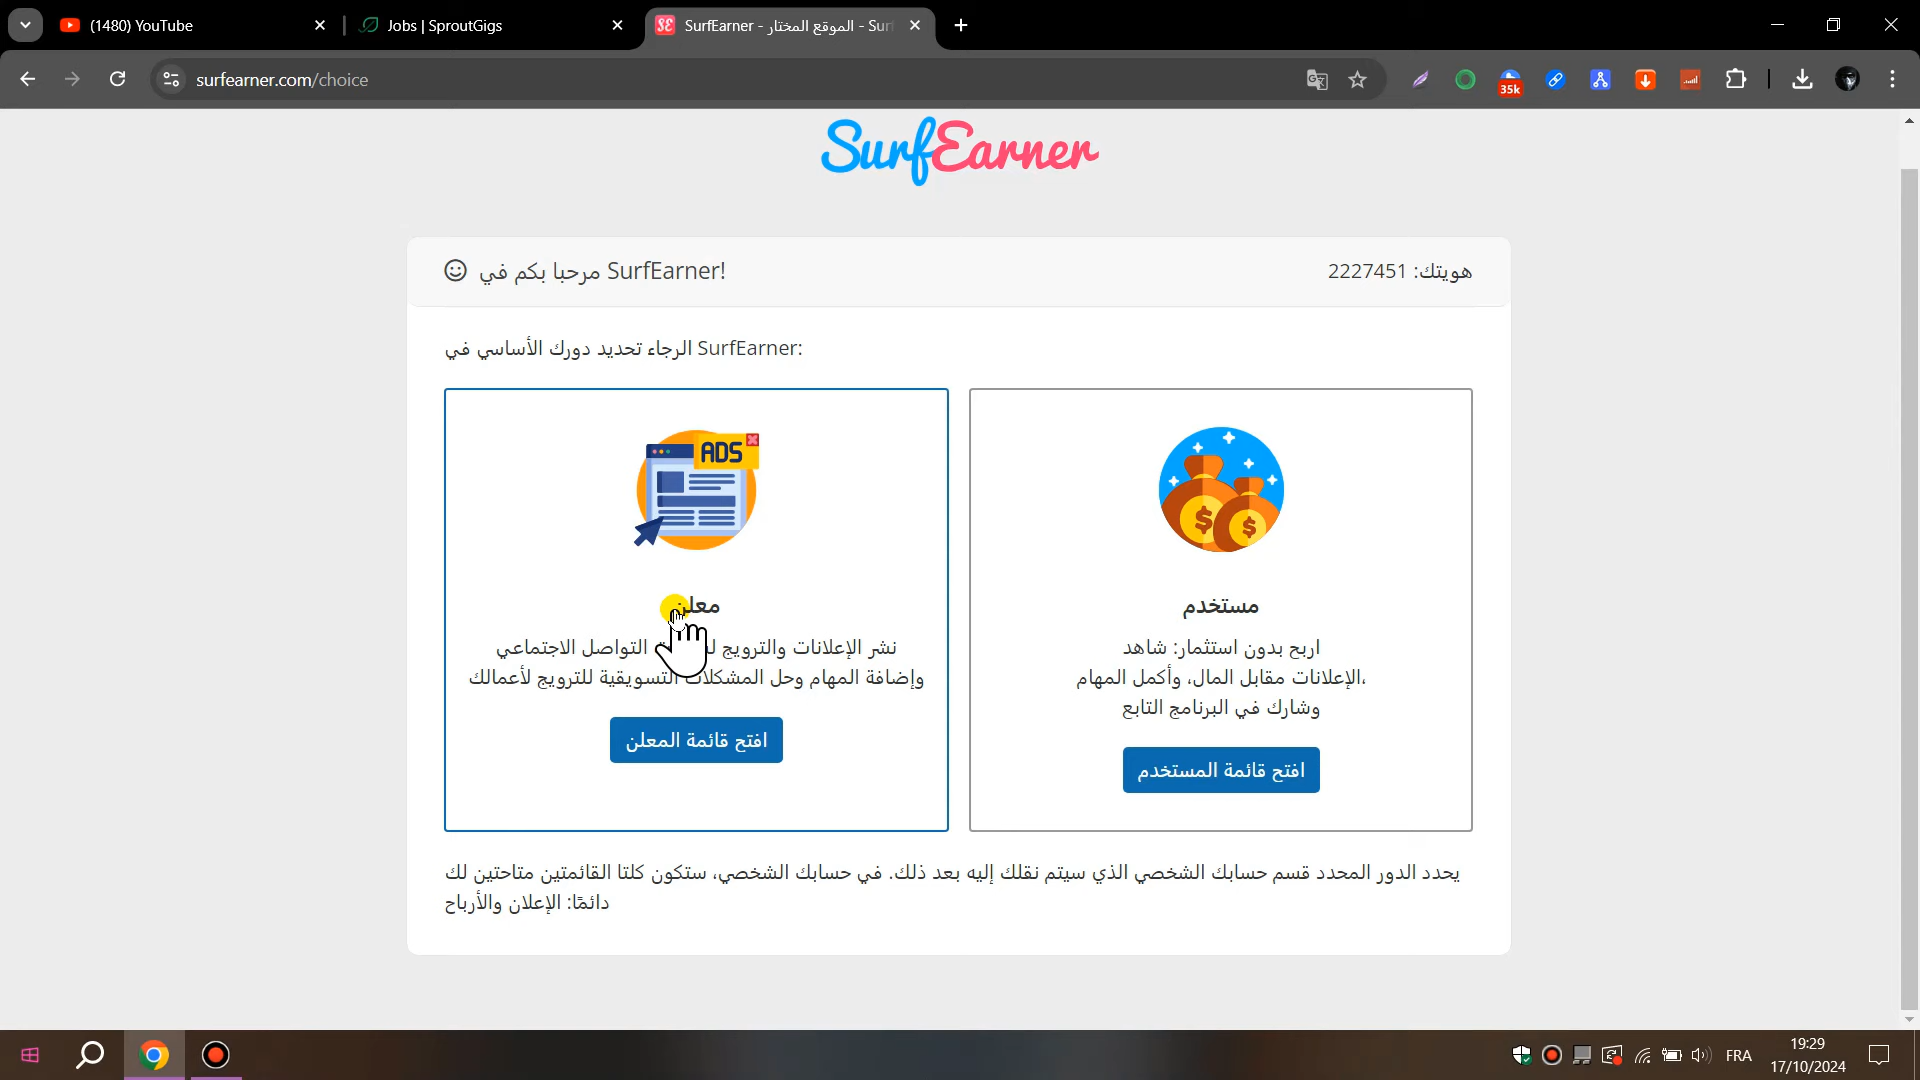 (1480) YouTube
Jobs | SproutGigs
SurfEarner - الموقع المختار - Sur
surfearner.com/choice
35k
SurfEarner
مرحبا بكم في SurfEarner!
هويتك: 2227451
الرجاء تحديد دورك الأساسي في SurfEarner:
ADS
معلن
نشر الإعلانات والترويج التواصل الاجتماعي
وإضافة المهام وحل المشكلات التسويقية للترويج لأعمالك
افتح قائمة المعلن
مستخدم
اربح بدون استثمار: شاهد
الإعلانات مقابل المال، وأكمل المهام،
وشارك في البرنامج التابع
افتح قائمة المستخدم
يحدد الدور المحدد قسم حسابك الشخصي الذي سيتم نقلك إليه بعد ذلك. في حسابك الشخصي، ستكون كلتا القائمتين متاحتين لك
دائمًا: الإعلان والأرباح
FRA
19:29
17/10/2024